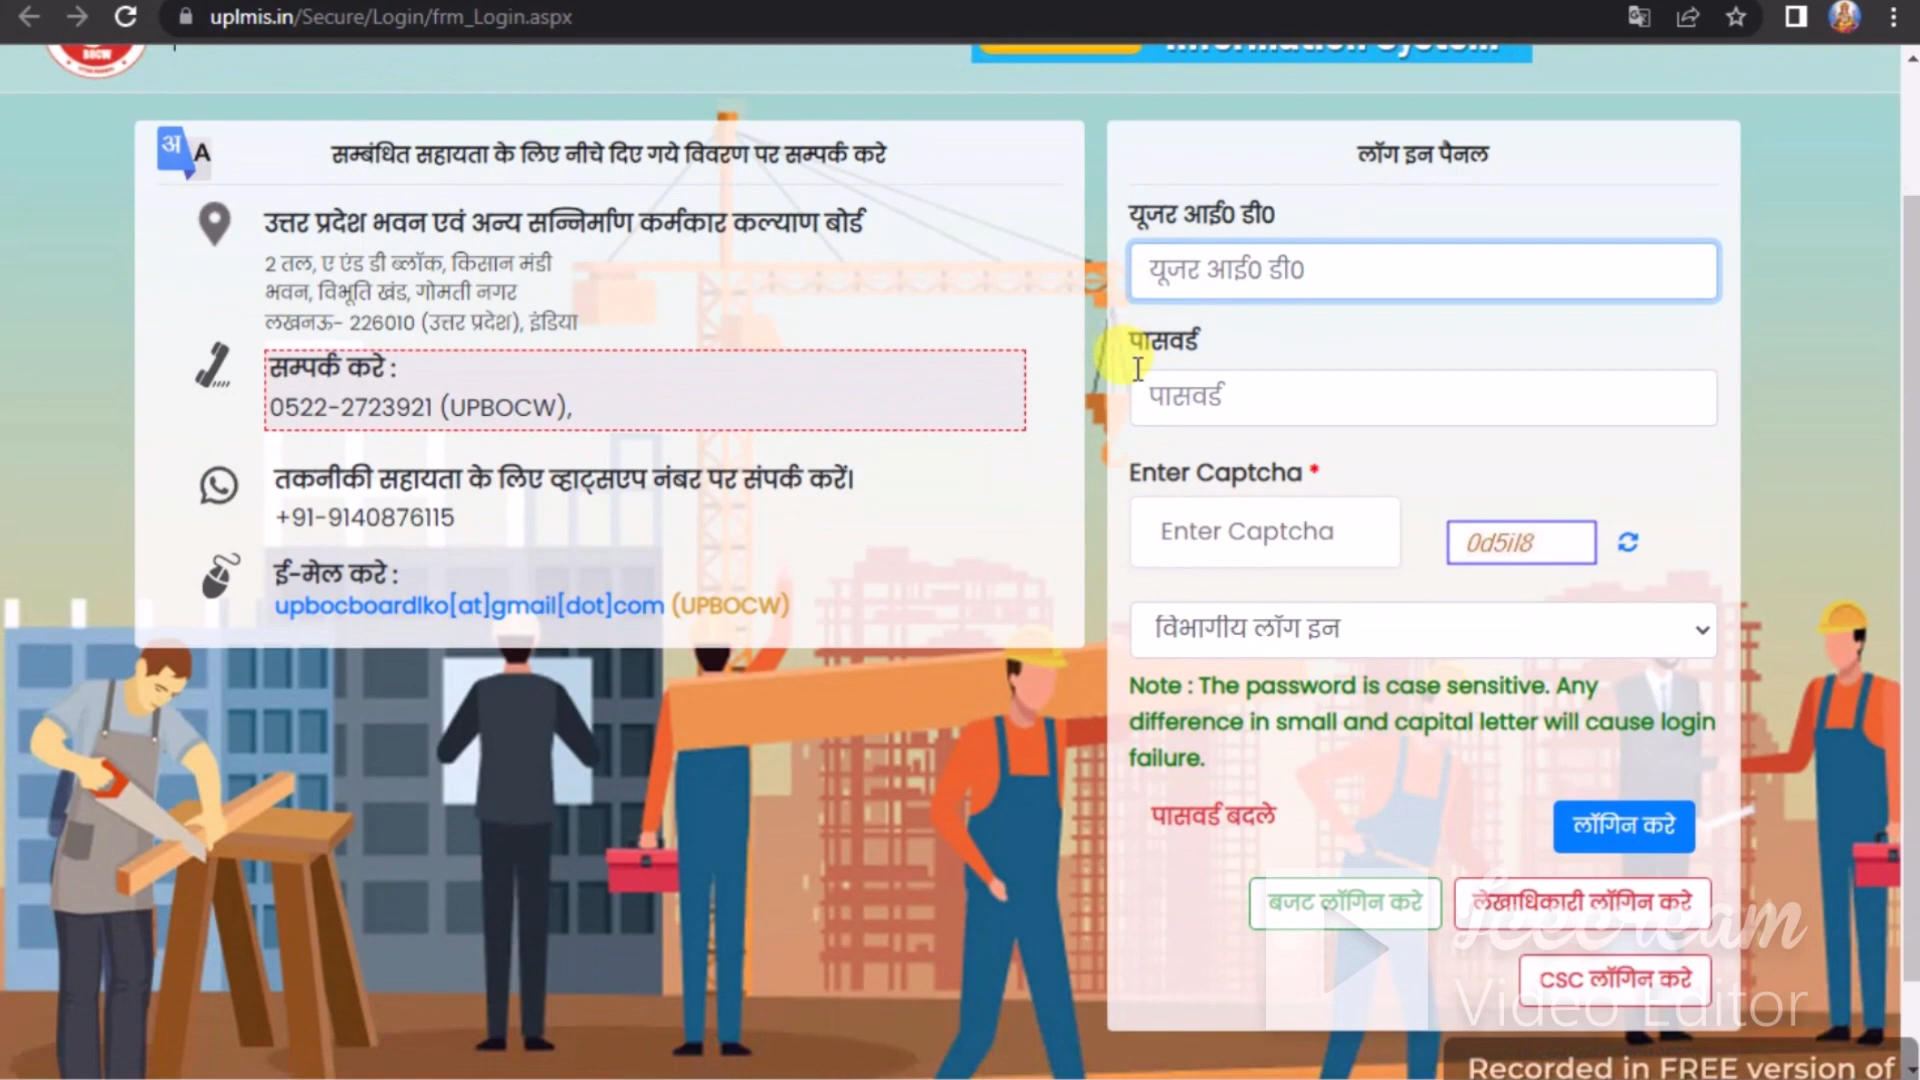 uplmis.in/Secure/Login/frm_Login.aspx
BOCW
Information System
अ A
सम्बंधित सहायता के लिए नीचे दिए गये विवरण पर सम्पर्क करे
उत्तर प्रदेश भवन एवं अन्य सन्निर्माण कर्मकार कल्याण बोर्ड
2 तल, ए एंड डी ब्लॉक, किसान मंडी
भवन, विभूति खंड, गोमती नगर
लखनऊ- 226010 (उत्तर प्रदेश), इंडिया
सम्पर्क करे :
0522-2723921 (UPBOCW),
तकनीकी सहायता के लिए व्हाट्सएप नंबर पर संपर्क करें।
+91-9140876115
ई-मेल करे :
upbocboardlko[at]gmail[dot]com (UPBOCW)
लॉग इन पैनल
यूजर आई0 डी0
यूजर आई0 डी0
पासवर्ड
पासवर्ड
Enter Captcha *
Enter Captcha
0d5il8
विभागीय लॉग इन
Note : The password is case sensitive. Any
difference in small and capital letter will cause login
failure.
पासवर्ड बदले
लॉगिन करे
बजट लॉगिन करे
लेखाधिकारी लॉगिन करे
CSC लॉगिन करे
Icecream
Video Editor
Recorded in FREE version of